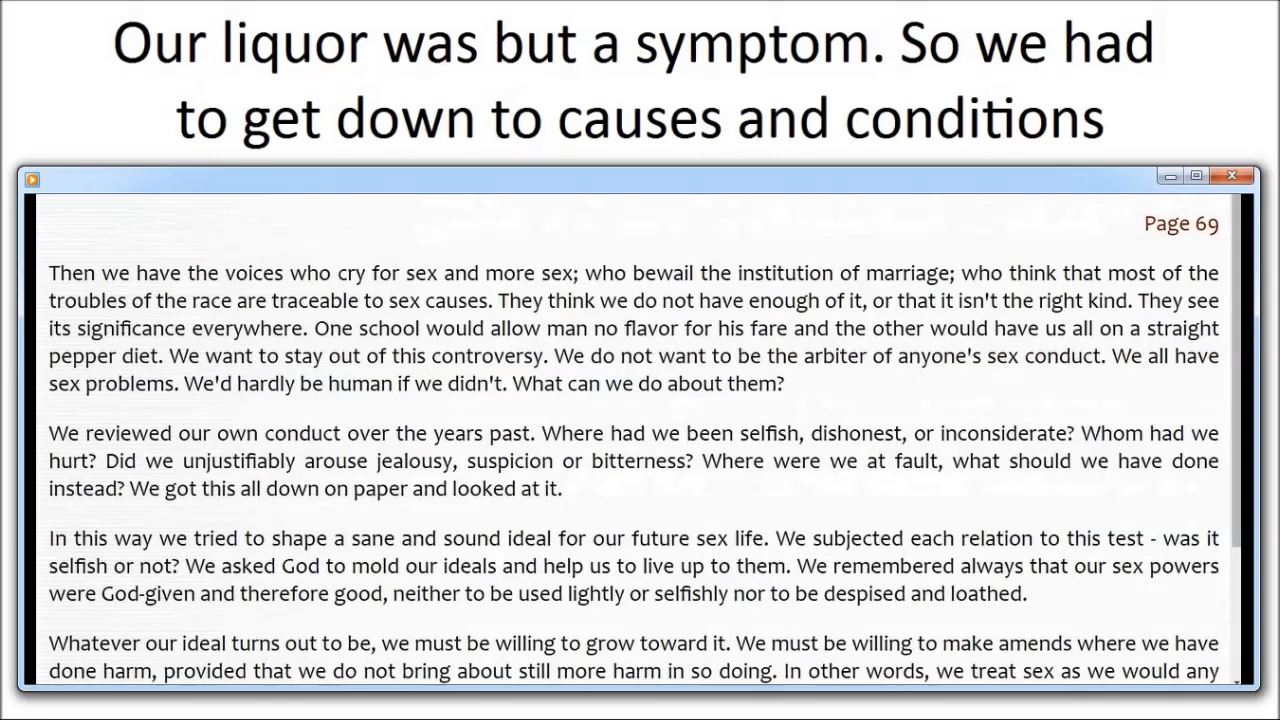 Our liquor was but a symptom. So we had
to get down to causes and conditions
Page 69
Then we have the voices who cry for sex and more sex; who bewail the institution of marriage; who think that most of the
troubles of the race are traceable to sex causes. They think we do not have enough of it, or that it isn't the right kind. They see
its significance everywhere. One school would allow man no flavor for his fare and the other would have us all on a straight
pepper diet. We want to stay out of this controversy. We do not want to be the arbiter of anyone's sex conduct. We all have
sex problems. We'd hardly be human if we didn't. What can we do about them?
We reviewed our own conduct over the years past. Where had we been selfish, dishonest, or inconsiderate? Whom had we
hurt? Did we unjustifiably arouse jealousy, suspicion or bitterness? Where were we at fault, what should we have done
instead? We got this all down on paper and looked at it.
In this way we tried to shape a sane and sound ideal for our future sex life. We subjected each relation to this test - was it
selfish or not? We asked God to mold our ideals and help us to live up to them. We remembered always that our sex powers
were God-given and therefore good, neither to be used lightly or selfishly nor to be despised and loathed.
Whatever our ideal turns out to be, we must be willing to grow toward it. We must be willing to make amends where we have
done harm, provided that we do not bring about still more harm in so doing. In other words, we treat sex as we would any